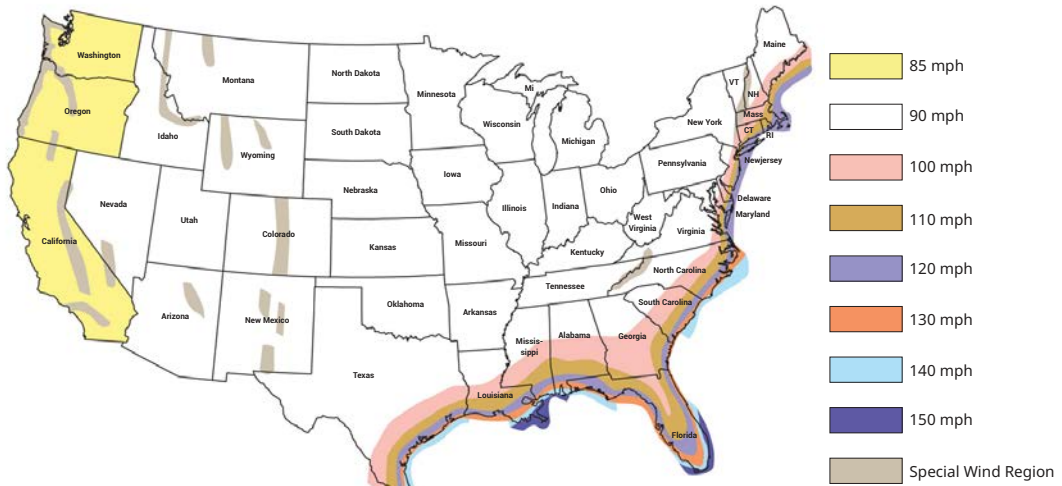 Washington
Oregon
California
Nevada
Idaho
Montana
Wyoming
Utah
Colorado
Arizona
New Mexico
North Dakota
South Dakota
Nebraska
Kansas
Oklahoma
Texas
Minnesota
Iowa
Missouri
Arkansas
Louisiana
Wisconsin
Mi
Michigan
Illinois
Indiana
Ohio
Kentucky
Tennessee
Missis-
sippi
Alabama
Georgia
Florida
South Carolina
North Carolina
Virginia
West
Virginia
Pennsylvania
New York
VT
NH
Maine
Mass
CT
RI
Newjersey
Delaware
Maryland
85 mph
90 mph
100 mph
110 mph
120 mph
130 mph
140 mph
150 mph
Special Wind Region